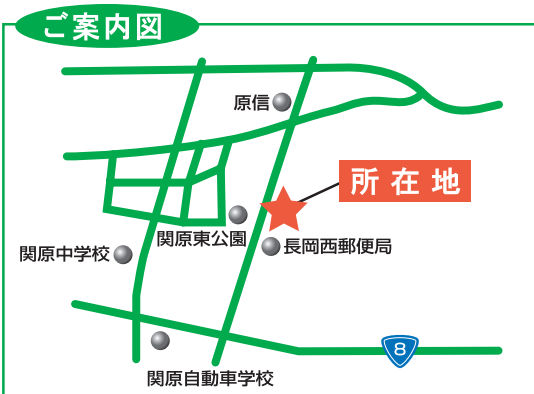 ご案内図
原信
所在地
関原東公園
長岡西郵便局
関原中学校
8
関原自動車学校